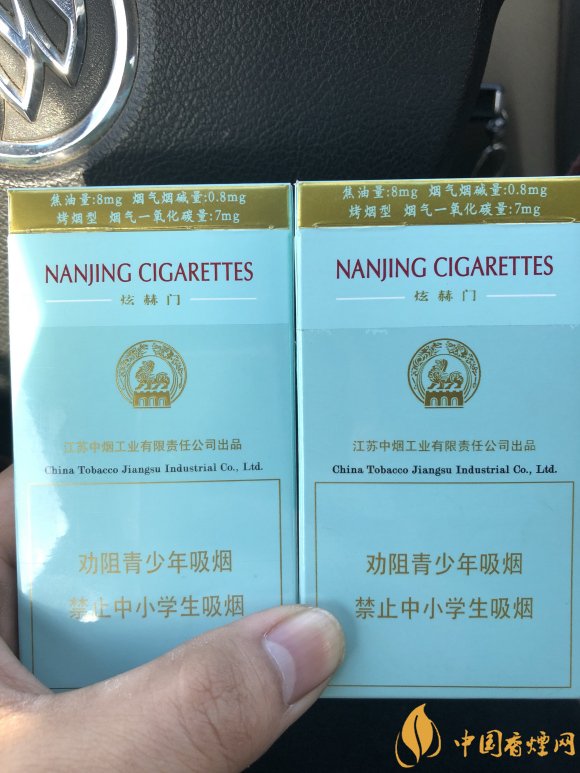 焦油量:8mg 烟气烟碱量:0.8mg
烤烟型 烟气一氧化碳量:7mg
NANJING CIGARETTES
炫赫门
江苏中烟工业有限责任公司出品
China Tobacco Jiangsu Industrial Co., Ltd.
劝阻青少年吸烟
禁止中小学生吸烟
焦油量:8mg 烟气烟碱量:0.8mg
烤烟型 烟气一氧化碳量:7mg
NANJING CIGARETTES
炫赫门
江苏中烟工业有限责任公司出品
China Tobacco Jiangsu Industrial Co., Ltd.
劝阻青少年吸烟
禁止中小学生吸烟
中国香煙网